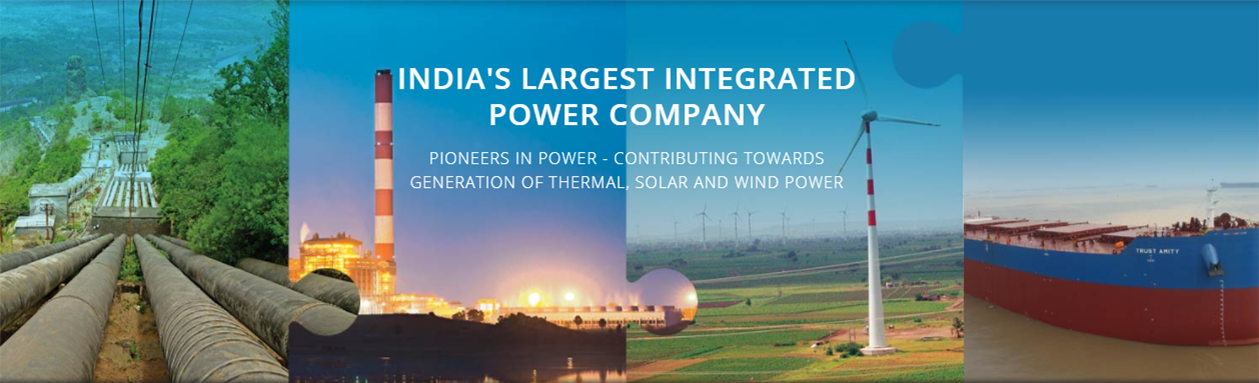 INDIA'S LARGEST INTEGRATED
POWER COMPANY
PIONEERS IN POWER - CONTRIBUTING TOWARDS
GENERATION OF THERMAL, SOLAR AND WIND POWER
TRUST AMITY